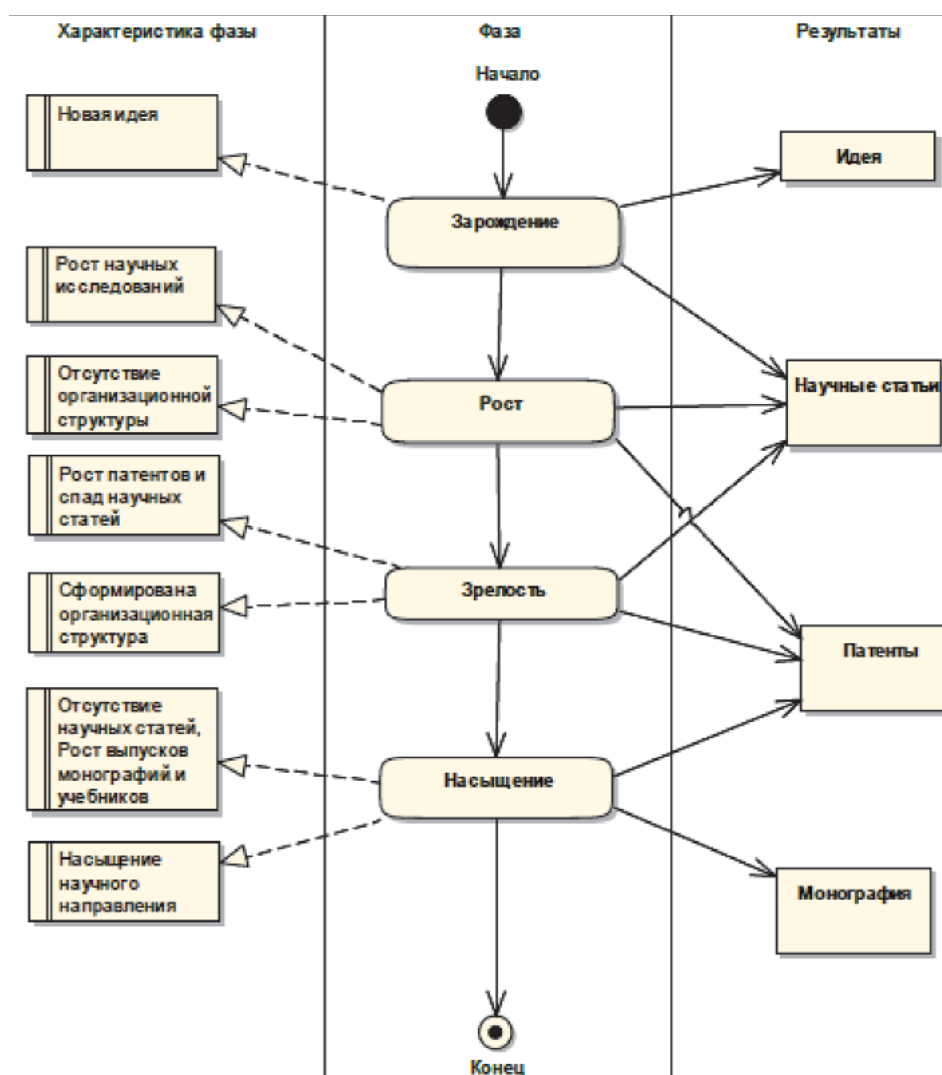 Характеристика фазы
Фаза
Результаты
Начало
Новая идея
Идея
Зарождение
Рост научных
исследований
Отсутствие
организационной
структуры
Рост
Научные статьи
Рост патентов и
спад научных
статей
Зрелость
Сформирована
организационная
структура
Патенты
Отсутствие
научных статей,
Рост выпусков
монографий и
учебников
Насыщение
Насыщение
научного
направления
Монография
Конец